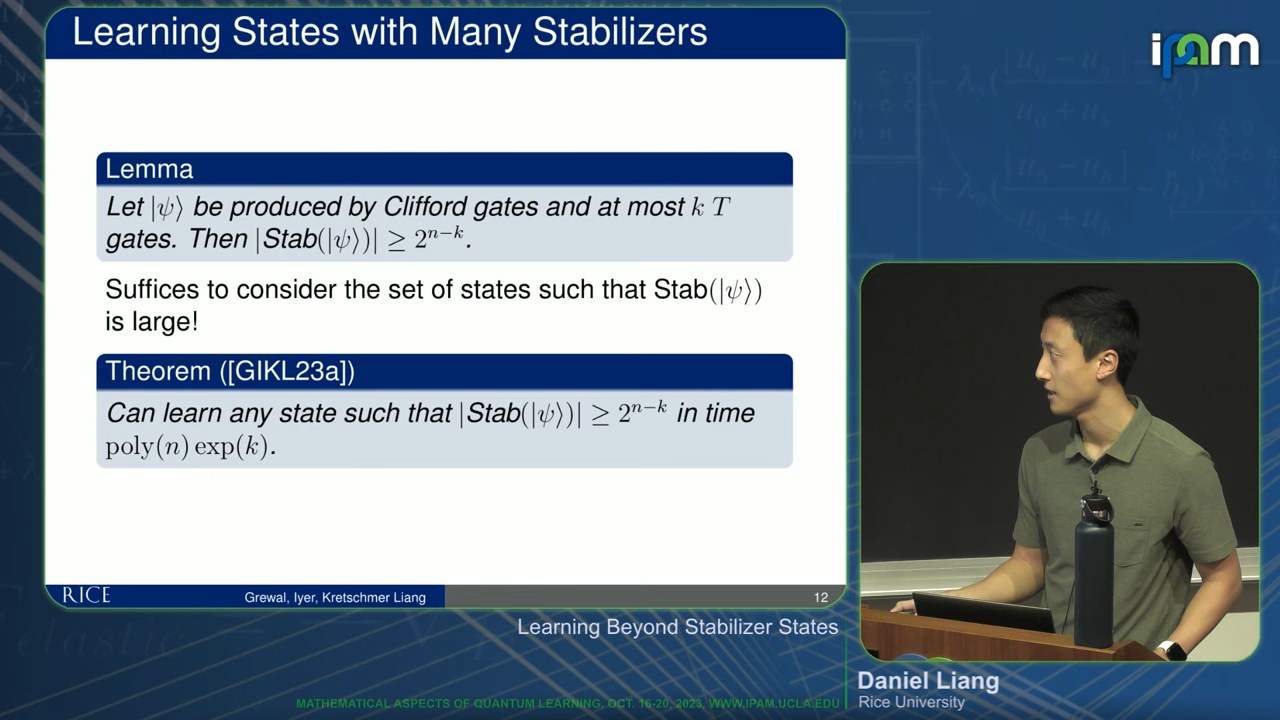 Learning States with Many Stabilizers
ipam
Lemma
Let |ψ⟩ be produced by Clifford gates and at most k T
gates. Then |Stab(|ψ⟩)| ≥ 2^{n−k}.
Suffices to consider the set of states such that Stab(|ψ⟩)
is large!
Theorem ([GIKL23a])
Can learn any state such that |Stab(|ψ⟩)| ≥ 2^{n−k} in time
poly(n) exp(k).
RICE
Grewal, Iyer, Kretschmer Liang
12
Learning Beyond Stabilizer States
Daniel Liang
Rice University
MATHEMATICAL ASPECTS OF QUANTUM LEARNING, OCT. 16-20, 2023, WWW.IPAM.UCLA.EDU